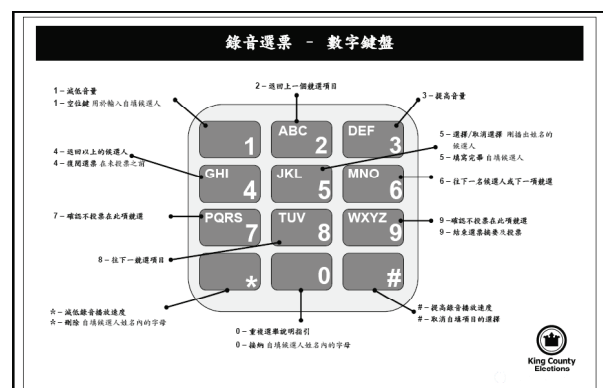 錄音選票 – 數字鍵盤
2 – 返回上一個競選項目
1 – 減低音量
1 – 空位鍵 用於輸入自填候選人
3 – 提高音量
1
ABC 2
DEF 3
5 – 選擇/取消選擇 剛播出姓名的
候選人
5 – 填寫完畢 自填候選人
4 – 返回以上的候選人
4 – 復閱選票 在未投票之前
GHI 4
JKL 5
MNO 6
6 – 往下一名候選人或下一項競選
7 – 確認不投票在此項競選
PQRS 7
TUV 8
WXYZ 9
9 – 確認不投票在此項競選
9 – 結束選票摘要及投票
8 – 往下一競選項目
*
0
#
* – 減低錄音播放速度
* – 刪除 自填候選人姓名內的字母
# – 提高錄音播放速度
# – 取消自填項目的選擇
0 – 重複選舉說明指引
0 – 接納 自填候選人姓名內的字母
King County
Elections